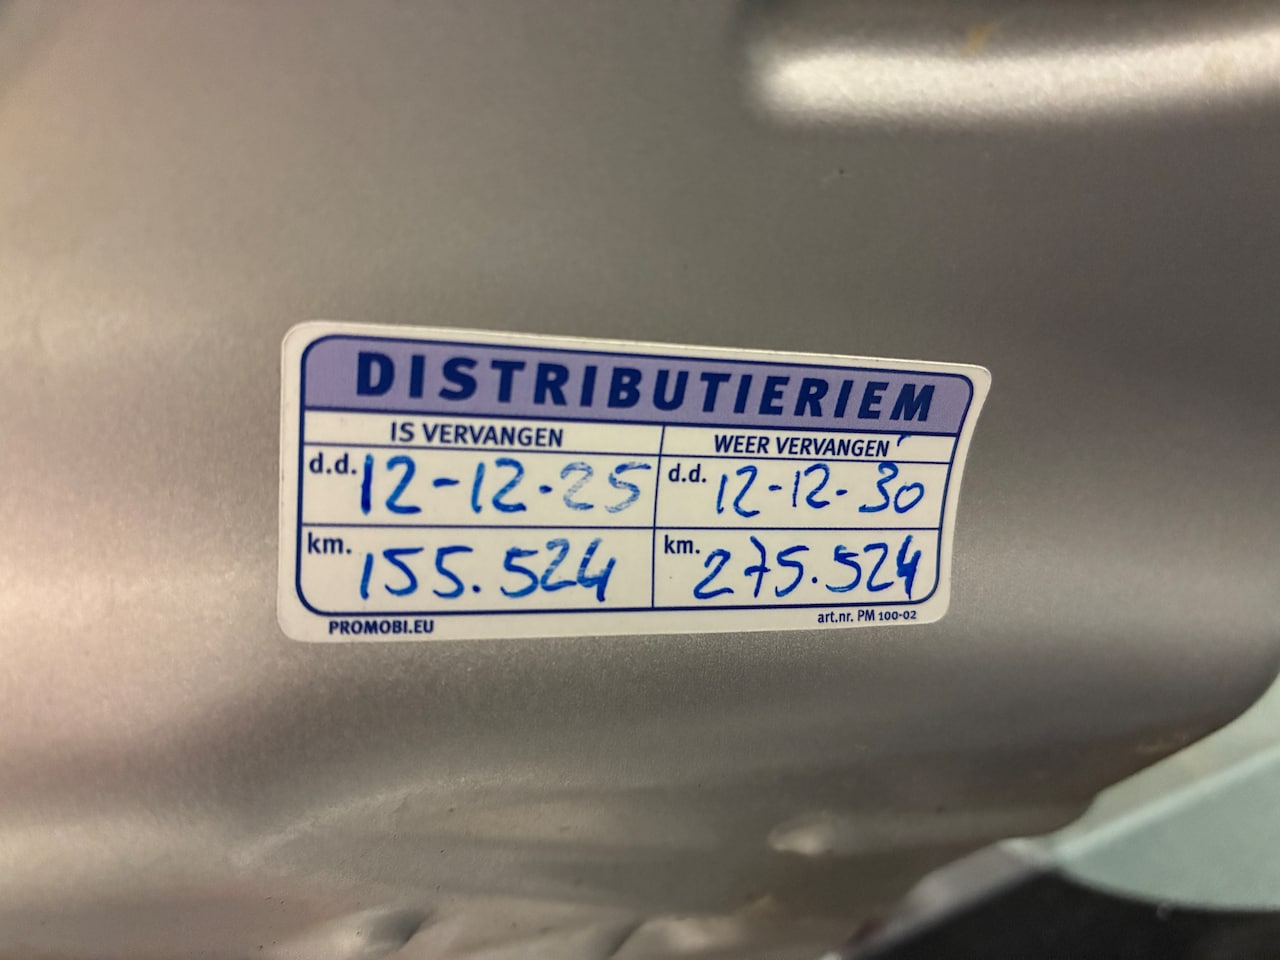 DISTRIBUTIERIEM
IS VERVANGEN WEER VERVANGEN
d.d. 12-12-25 d.d. 12-12-30
km. 155.524 km. 275.524
PROMOBI.EU art.nr. PM 100-02